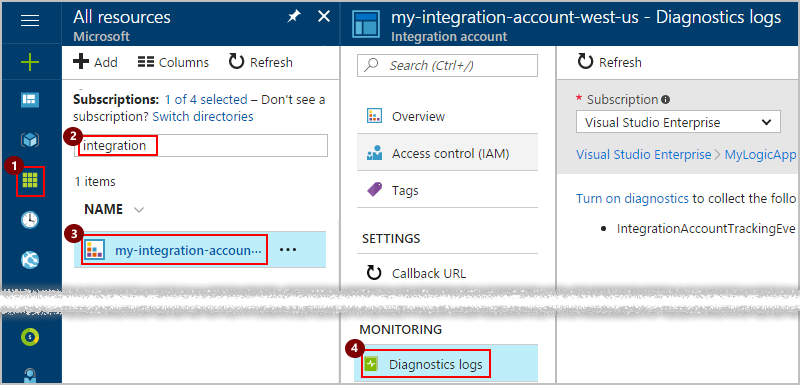 All resources
Microsoft
Add
Columns
Refresh
Subscriptions: 1 of 4 selected – Don't see a
subscription? Switch directories
2
integration
1
1 items
NAME
3
my-integration-accoun...
my-integration-account-west-us - Diagnostics logs
Integration account
Search (Ctrl+/)
Overview
Access control (IAM)
Tags
SETTINGS
Callback URL
MONITORING
4
Diagnostics logs
Refresh
* Subscription
Visual Studio Enterprise
Visual Studio Enterprise > MyLogicApp
Turn on diagnostics to collect the follo
• IntegrationAccountTrackingEve